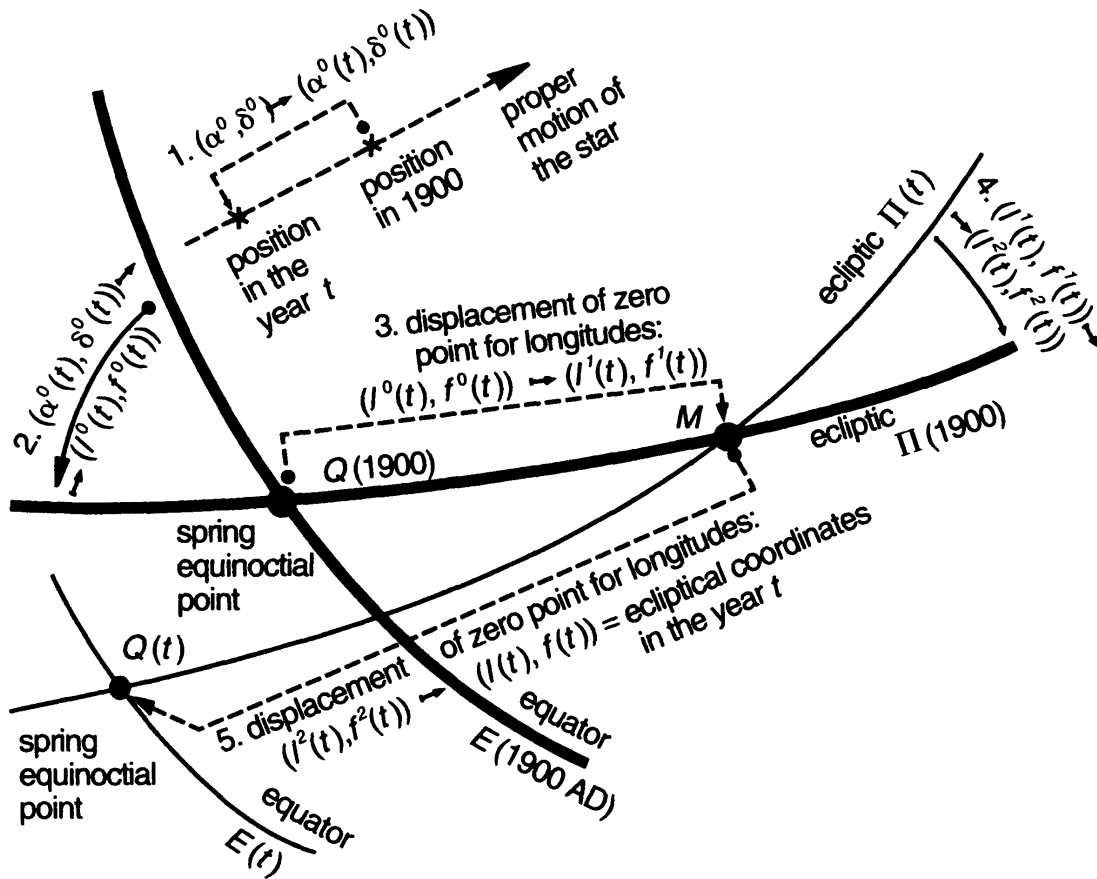 1. (α⁰, δ⁰) ↦ (α⁰(t), δ⁰(t))
position
in the
year t
position
in 1900
proper
motion of
the star
2. (α⁰(t), δ⁰(t)) ↦
↦ (l⁰(t), f⁰(t))
3. displacement of zero
point for longitudes:
(l⁰(t), f⁰(t)) ↦ (l¹(t), f¹(t))
ecliptic Π(t)
4. (l¹(t), f¹(t)) ↦
↦ (l²(t), f²(t))
M
Q(1900)
ecliptic
Π(1900)
spring
equinoctial
point
Q(t)
spring
equinoctial
point
5. displacement of zero point for longitudes:
(l²(t), f²(t)) ↦ (l(t), f(t)) = ecliptical coordinates
in the year t
equator
E(1900 AD)
equator
E(t)